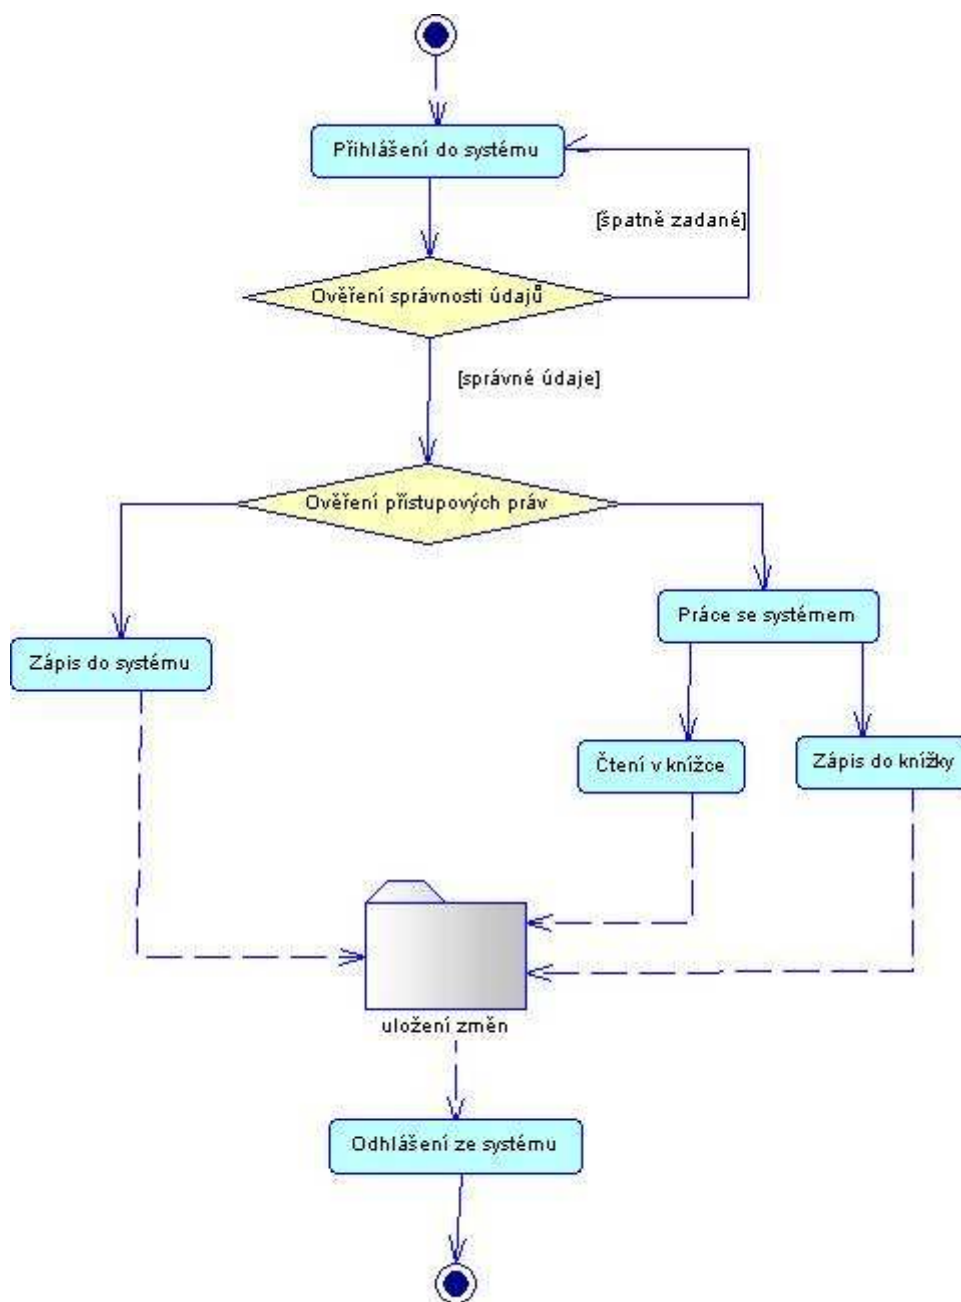 Přihlášení do systému
[špatně zadané]
Ověření správnosti údajů
[správné údaje]
Ověření přístupových práv
Práce se systémem
Zápis do systému
Čtení v knížce
Zápis do knížky
uložení změn
Odhlášení ze systému